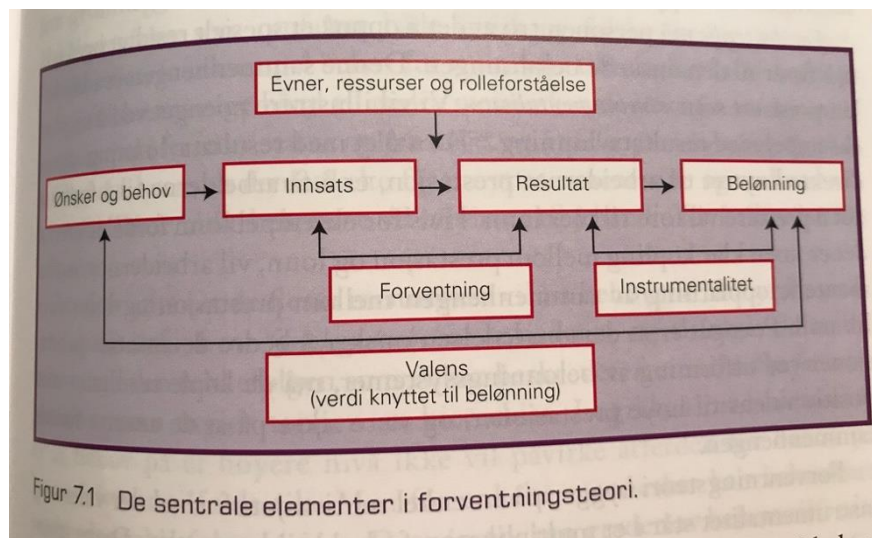 Evner, ressurser og rolleforståelse
Ønsker og behov
Innsats
Resultat
Belønning
Forventning
Instrumentalitet
Valens
(verdi knyttet til belønning)
Figur 7.1 De sentrale elementer i forventningsteori.